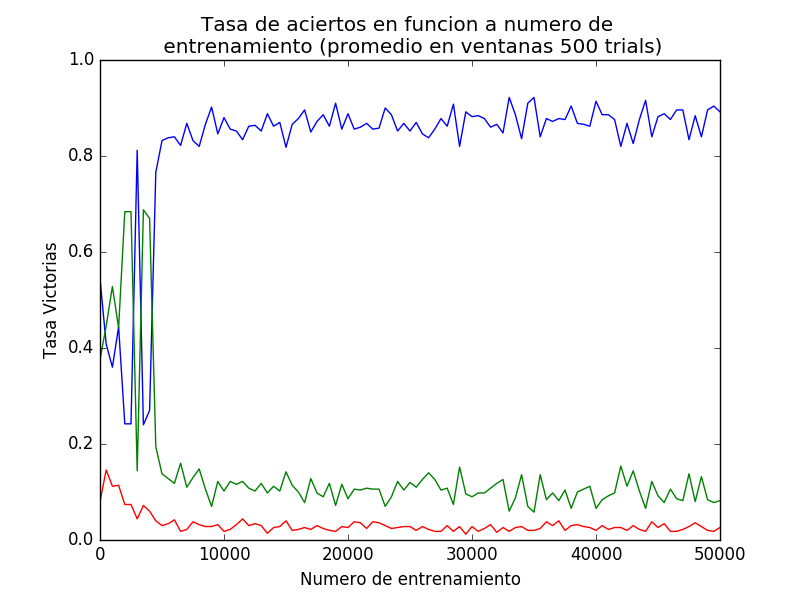 Tasa de aciertos en funcion a numero de
entrenamiento (promedio en ventanas 500 trials)
1.0
0.8
0.6
0.4
0.2
0.0
Tasa Victorias
0 10000 20000 30000 40000 50000
Numero de entrenamiento